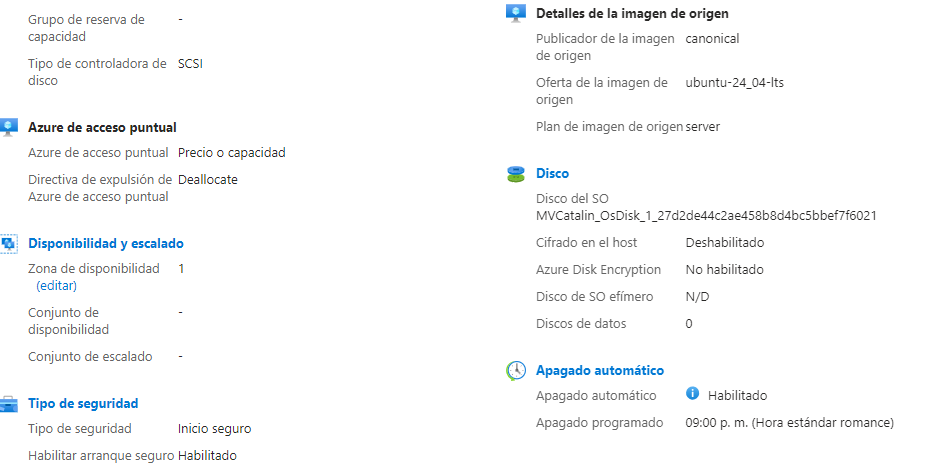 Grupo de reserva de -
capacidad
Tipo de controladora de SCSI
disco
Azure de acceso puntual
Azure de acceso puntual Precio o capacidad
Directiva de expulsión de Deallocate
Azure de acceso puntual
Disponibilidad y escalado
Zona de disponibilidad 1
(editar)
Conjunto de -
disponibilidad
Conjunto de escalado -
Tipo de seguridad
Tipo de seguridad Inicio seguro
Habilitar arranque seguro Habilitado
Detalles de la imagen de origen
Publicador de la imagen canonical
de origen
Oferta de la imagen de ubuntu-24_04-lts
origen
Plan de imagen de origen server
Disco
Disco del SO
MVCatalin_OsDisk_1_27d2de44c2ae458b8d4bc5bbef7f6021
Cifrado en el host Deshabilitado
Azure Disk Encryption No habilitado
Disco de SO efímero N/D
Discos de datos 0
Apagado automático
Apagado automático Habilitado
Apagado programado 09:00 p. m. (Hora estándar romance)